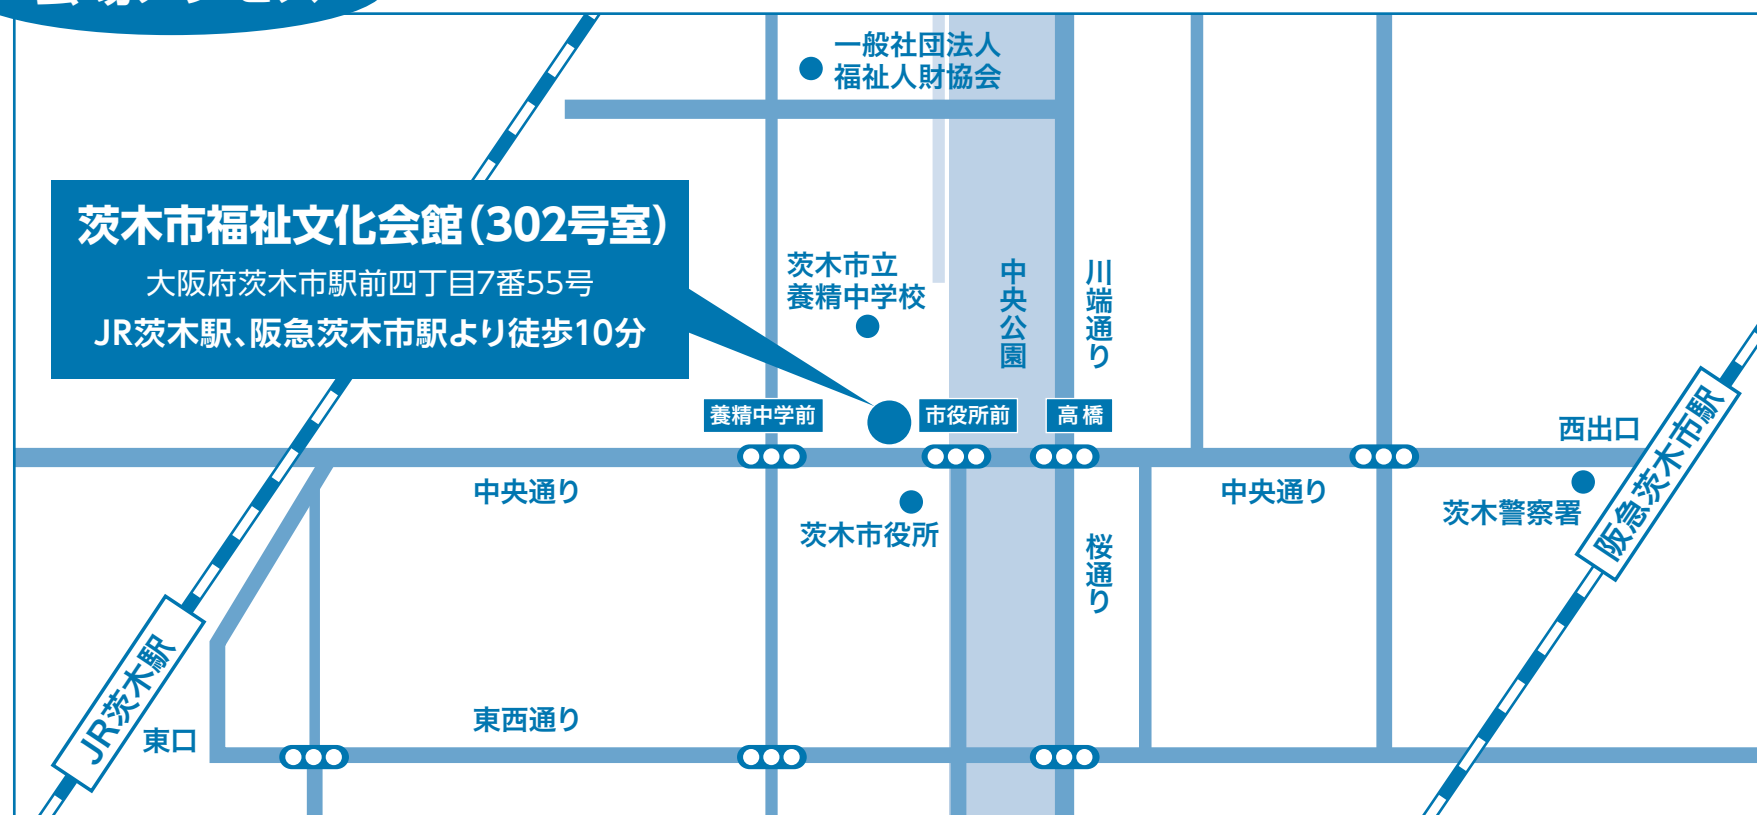 一般社団法人
福祉人財協会
茨木市福祉文化会館(302号室)
大阪府茨木市駅前四丁目7番55号
JR茨木駅、阪急茨木市駅より徒歩10分
茨木市立
養精中学校
中央公園
川端通り
養精中学前
市役所前
高橋
西出口
阪急茨木市駅
中央通り
茨木市役所
中央通り
茨木警察署
桜通り
JR茨木駅
東口
東西通り